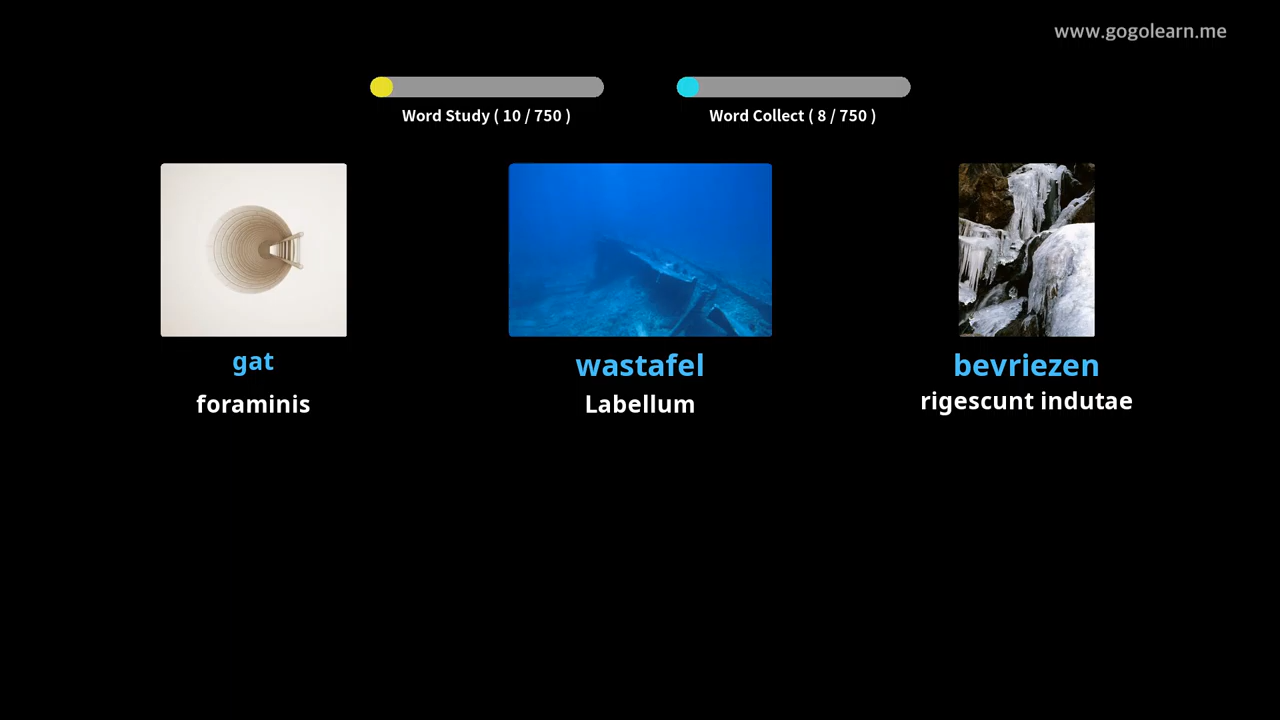 www.gogolearn.me
Word Study ( 10 / 750 )
Word Collect ( 8 / 750 )
gat
wastafel
bevriezen
foraminis
Labellum
rigescunt indutae